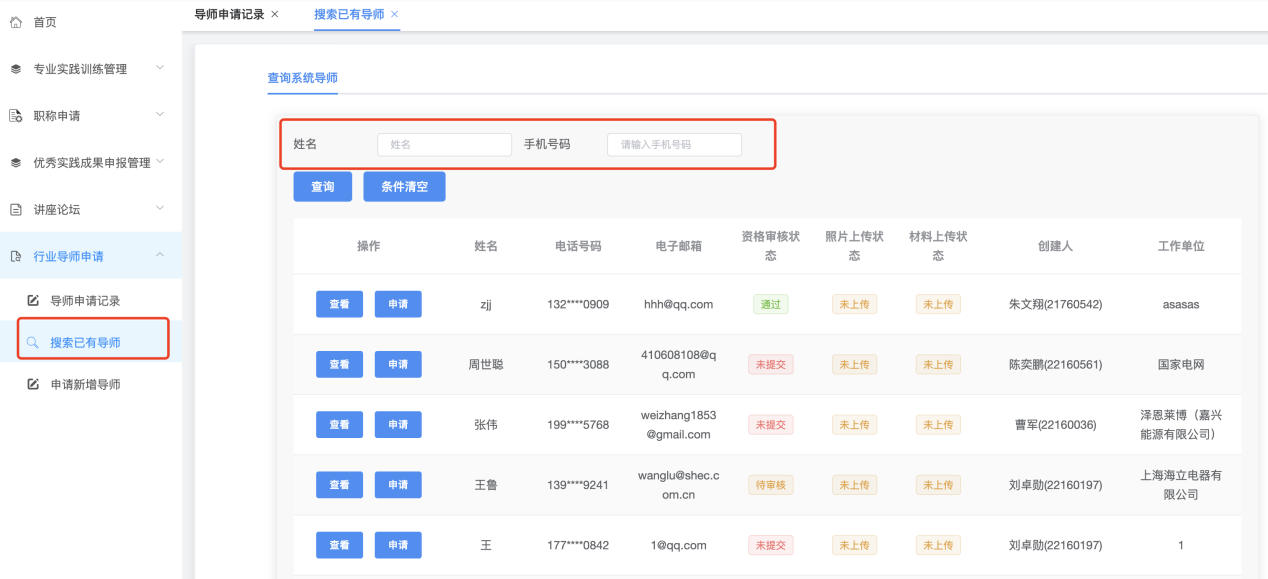 首页
专业实践训练管理
职称申请
优秀实践成果申报管理
讲座论坛
行业导师申请
导师申请记录
搜索已有导师
申请新增导师
导师申请记录 × 搜索已有导师 ×
查询系统导师
姓名 姓名 手机号码 请输入手机号码
查询 条件清空
操作 姓名 电话号码 电子邮箱 资格审核状态 照片上传状态 材料上传状态 创建人 工作单位
查看 申请 zjj 132****0909 hhh@qq.com 通过 未上传 未上传 朱文翔(21760542) asasas
查看 申请 周世聪 150****3088 410608108@qq.com 未提交 未上传 未上传 陈奕鹏(22160561) 国家电网
查看 申请 张伟 199****5768 weizhang1853@gmail.com 未提交 未上传 未上传 曹军(22160036) 泽恩莱博（嘉兴能源有限公司）
查看 申请 王鲁 139****9241 wanglu@shec.com.cn 待审核 未上传 未上传 刘卓勋(22160197) 上海海立电器有限公司
查看 申请 王 177****0842 1@qq.com 未提交 未上传 未上传 刘卓勋(22160197) 1